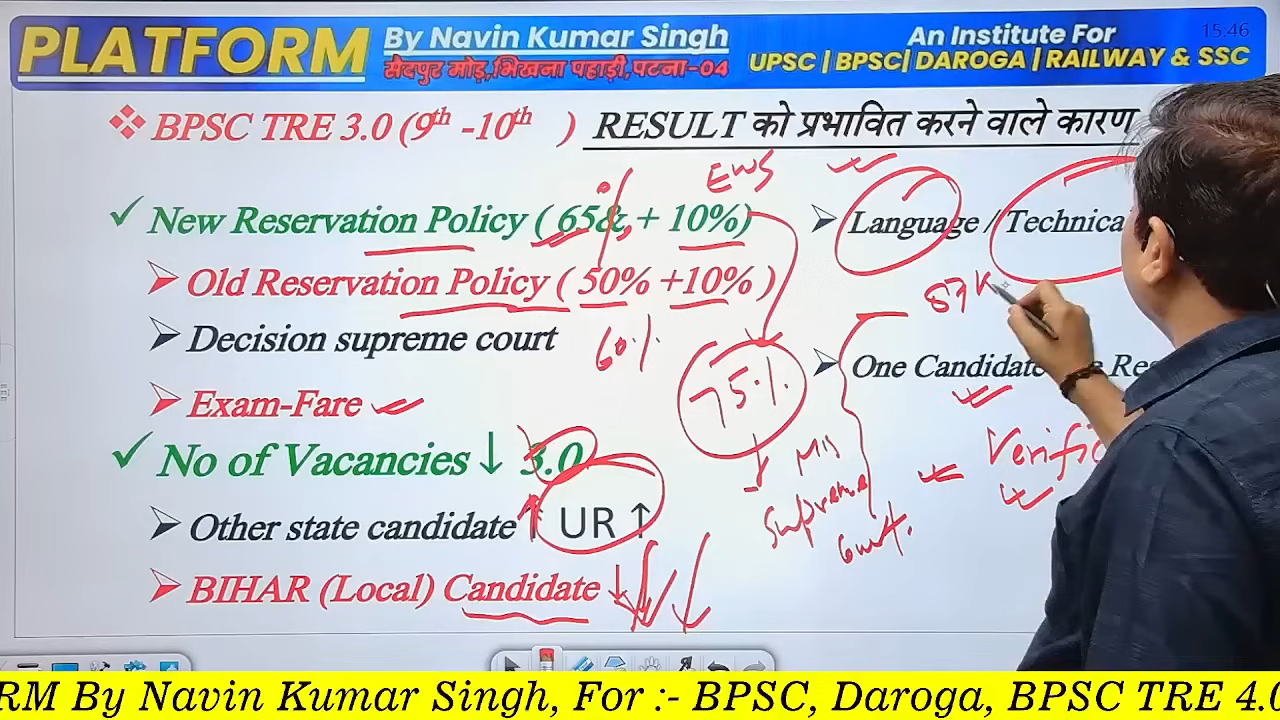 PLATFORM
By Navin Kumar Singh
सैदपुर मोड़,भिखना पहाड़ी,पटना-04
An Institute For
15:46
UPSC | BPSC| DAROGA | RAILWAY & SSC
❖ BPSC TRE 3.0 (9th -10th ) RESULT को प्रभावित करने वाले कारण
EWS
✓ New Reservation Policy ( 65& + 10%)
%
➢ Old Reservation Policy ( 50% +10% )
➢ Decision supreme court
60%
➢ Exam-Fare
75%
✓ No of Vacancies ↓ 3.0
➢ Other state candidate ↑ UR ↑
➢ BIHAR (Local) Candidate ↓
Supreme
Court.
➢ Language / Technica
57K
➢ One Candidate Re
Verific
RM By Navin Kumar Singh, For :- BPSC, Daroga, BPSC TRE 4.0